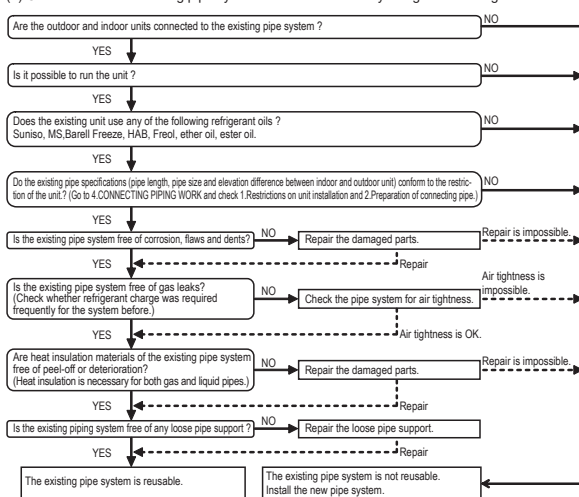 Are the outdoor and indoor units connected to the existing pipe system ?
NO
YES
Is it possible to run the unit ?
NO
YES
Does the existing unit use any of the following refrigerant oils ?
Suniso, MS,Barell Freeze, HAB, Freol, ether oil, ester oil.
NO
YES
Do the existing pipe specifications (pipe length, pipe size and elevation difference between indoor and outdoor unit) conform to the restric-
tion of the unit.? (Go to 4.CONNECTING PIPING WORK and check 1.Restrictions on unit installation and 2.Preparation of connecting pipe.)
NO
YES
Is the existing pipe system free of corrosion, flaws and dents?
NO
Repair the damaged parts.
Repair is impossible.
YES
Repair
Is the existing pipe system free of gas leaks?
(Check whether refrigerant charge was required
frequently for the system before.)
NO
Check the pipe system for air tightness.
Air tightness is
impossible.
YES
Air tightness is OK.
Are heat insulation materials of the existing pipe system
free of peel-off or deterioration?
(Heat insulation is necessary for both gas and liquid pipes.)
NO
Repair the damaged parts.
Repair is impossible.
YES
Repair
Is the existing piping system free of any loose pipe support ?
NO
Repair the loose pipe support.
YES
Repair
The existing pipe system is reusable.
The existing pipe system is not reusable.
Install the new pipe system.